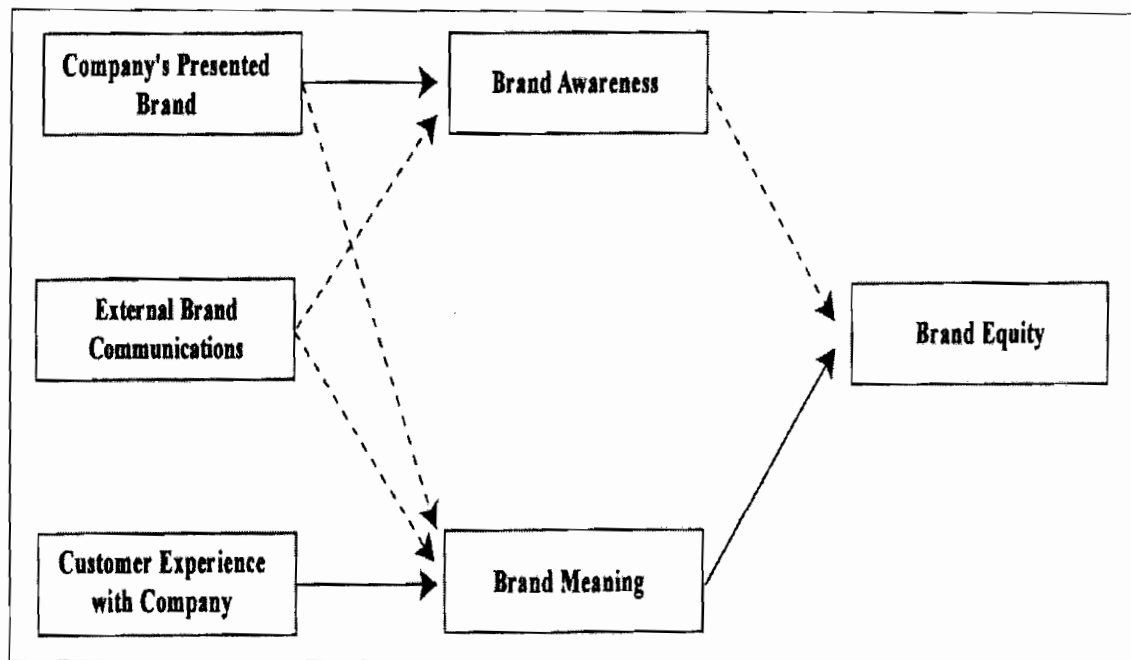 Company's Presented
Brand
Brand Awareness
External Brand
Communications
Brand Equity
Customer Experience
with Company
Brand Meaning